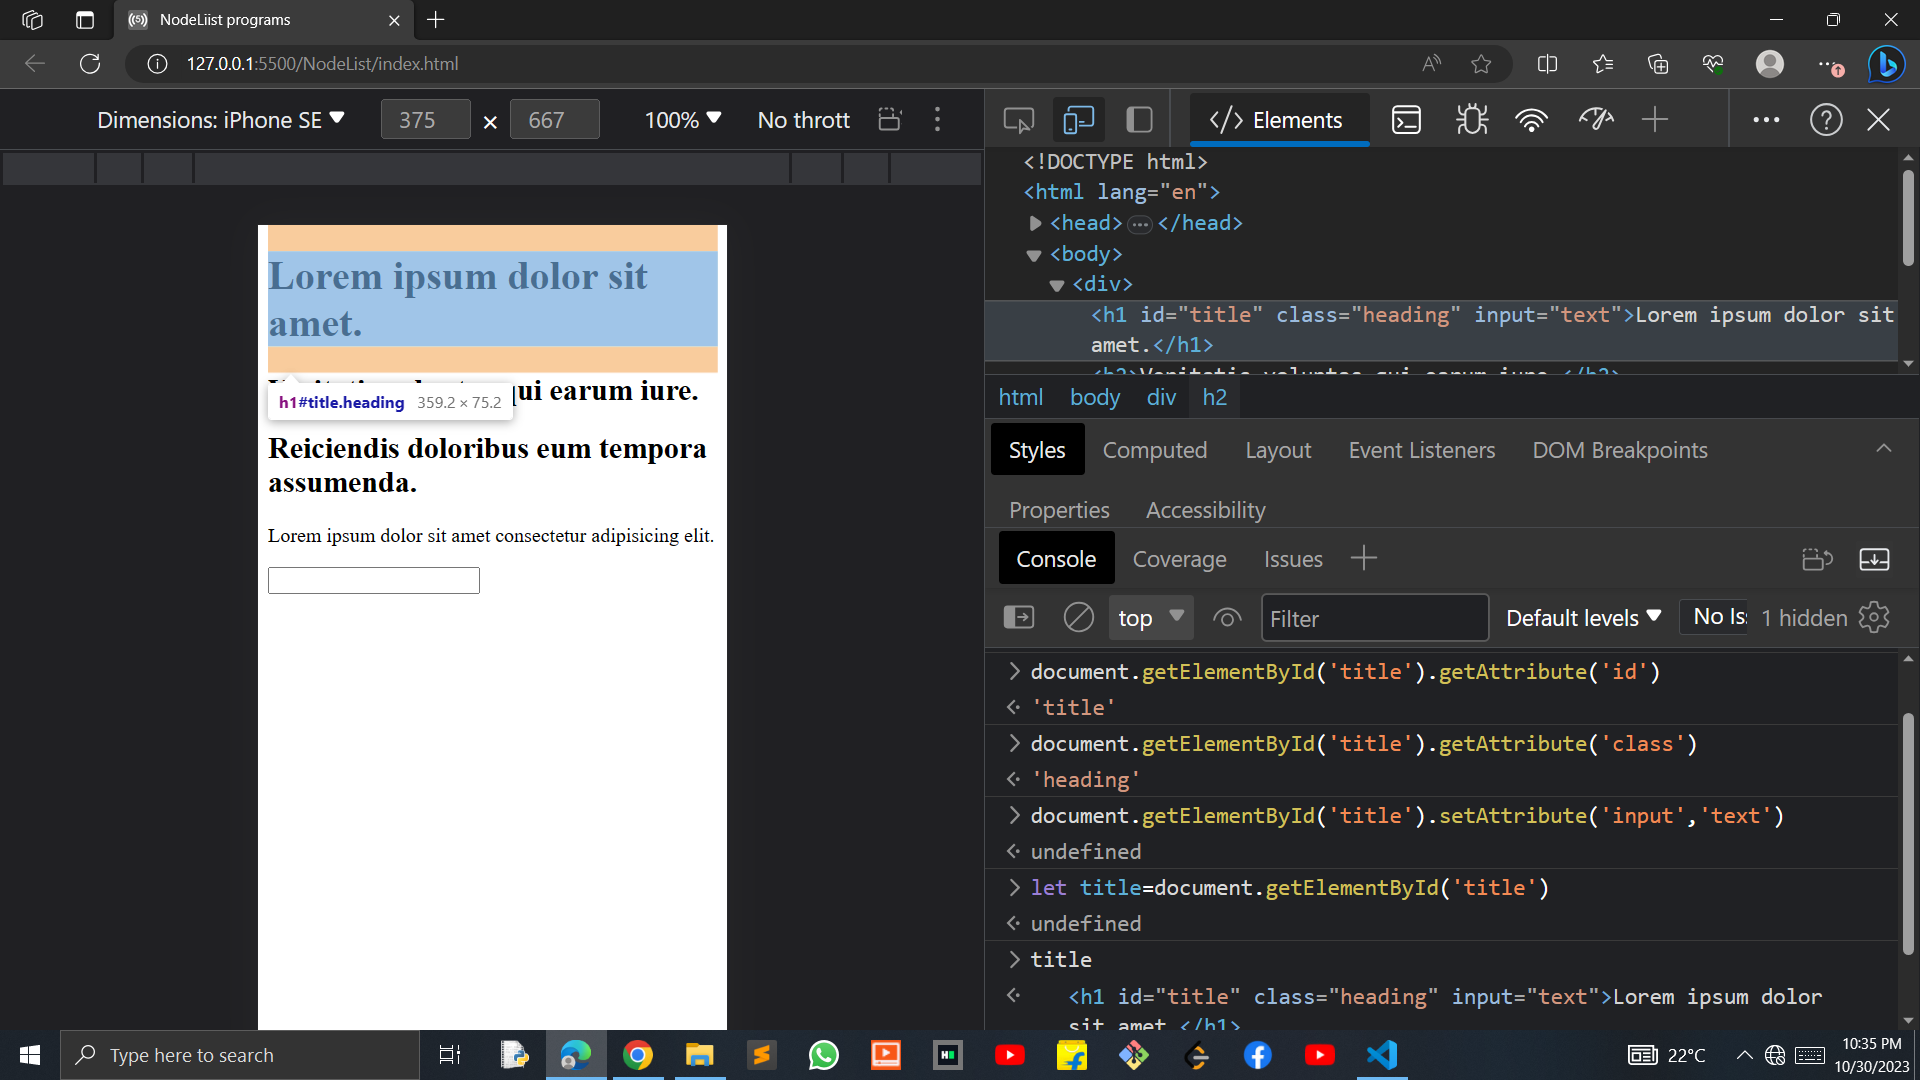 NodeLiist programs
127.0.0.1:5500/NodeList/index.html
Dimensions: iPhone SE 375 × 667 100% No thrott
Elements
<!DOCTYPE html>
<html lang="en">
<head> ... </head>
<body>
<div>
<h1 id="title" class="heading" input="text">Lorem ipsum dolor sit
amet.</h1>
html body div h2
Styles Computed Layout Event Listeners DOM Breakpoints
Properties Accessibility
Console Coverage Issues
top Filter Default levels No Is 1 hidden
document.getElementById('title').getAttribute('id')
'title'
document.getElementById('title').getAttribute('class')
'heading'
document.getElementById('title').setAttribute('input','text')
undefined
let title=document.getElementById('title')
undefined
title
<h1 id="title" class="heading" input="text">Lorem ipsum dolor
sit amet.</h1>
Lorem ipsum dolor sit
amet.
qui earum iure.
h1#title.heading 359.2 × 75.2
Reiciendis doloribus eum tempora
assumenda.
Lorem ipsum dolor sit amet consectetur adipisicing elit.
Type here to search
22°C
10:35 PM
10/30/2023